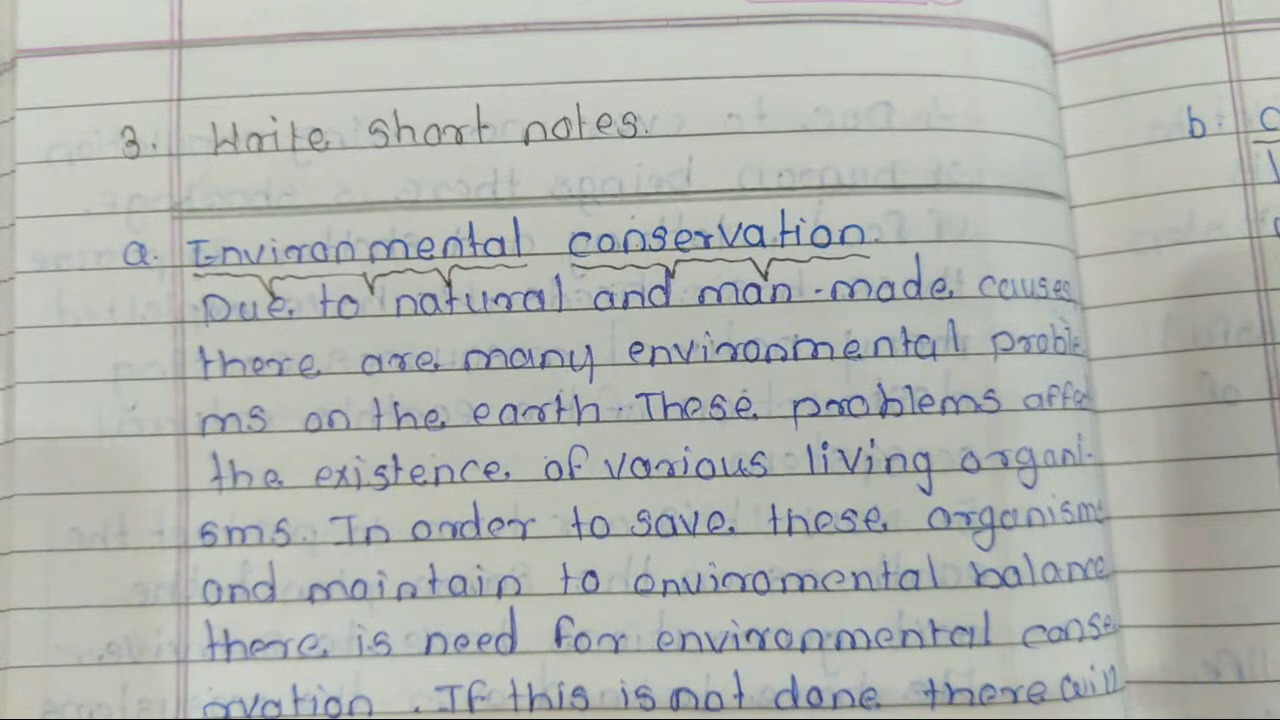 3. Write short notes.
a. Environmental conservation.
Due to natural and man-made causes
there are many environmental proble
ms on the earth. These problems affect
the existence of various living organi-
sms. In order to save these organisms
and maintain to enviromental balance
there is need for environmental conse
rvation. If this is not done there will
b.